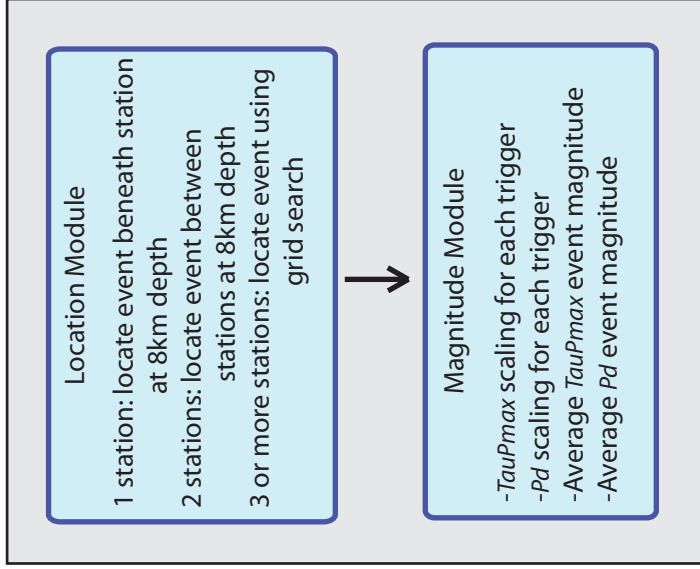 Location Module
1 station: locate event beneath station
at 8km depth
2 stations: locate event between
stations at 8km depth
3 or more stations: locate event using
grid search
Magnitude Module
-TauPmax scaling for each trigger
-Pd scaling for each trigger
-Average TauPmax event magnitude
-Average Pd event magnitude